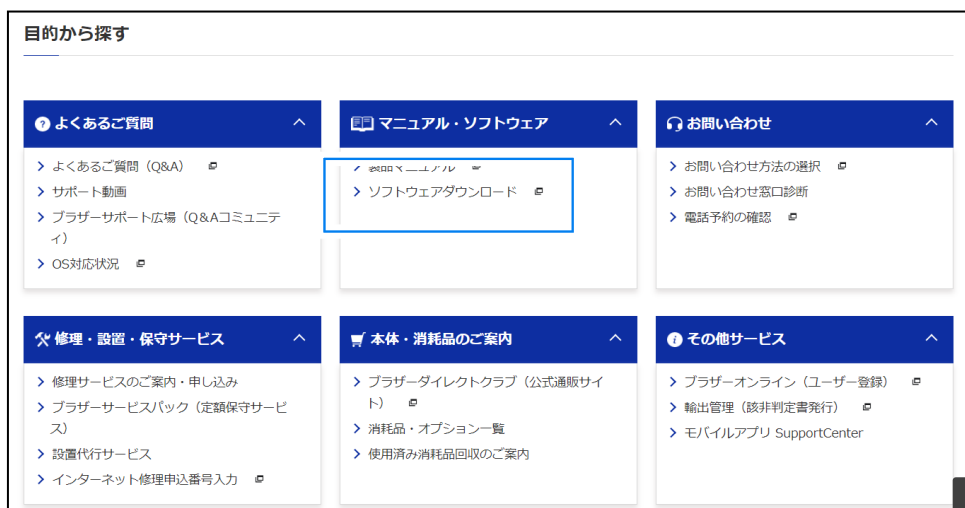 目的から探す
よくあるご質問
よくあるご質問（Q&A）
サポート動画
ブラザーサポート広場（Q&Aコミュニテ
ィ）
OS対応状況
マニュアル・ソフトウェア
製品マニュアル
ソフトウェアダウンロード
お問い合わせ
お問い合わせ方法の選択
お問い合わせ窓口診断
電話予約の確認
修理・設置・保守サービス
修理サービスのご案内・申し込み
ブラザーサービスパック（定額保守サービ
ス）
設置代行サービス
インターネット修理申込番号入力
本体・消耗品のご案内
ブラザーダイレクトクラブ（公式通販サイ
ト）
消耗品・オプション一覧
使用済み消耗品回収のご案内
その他サービス
ブラザーオンライン（ユーザー登録）
輸出管理（該非判定書発行）
モバイルアプリ SupportCenter